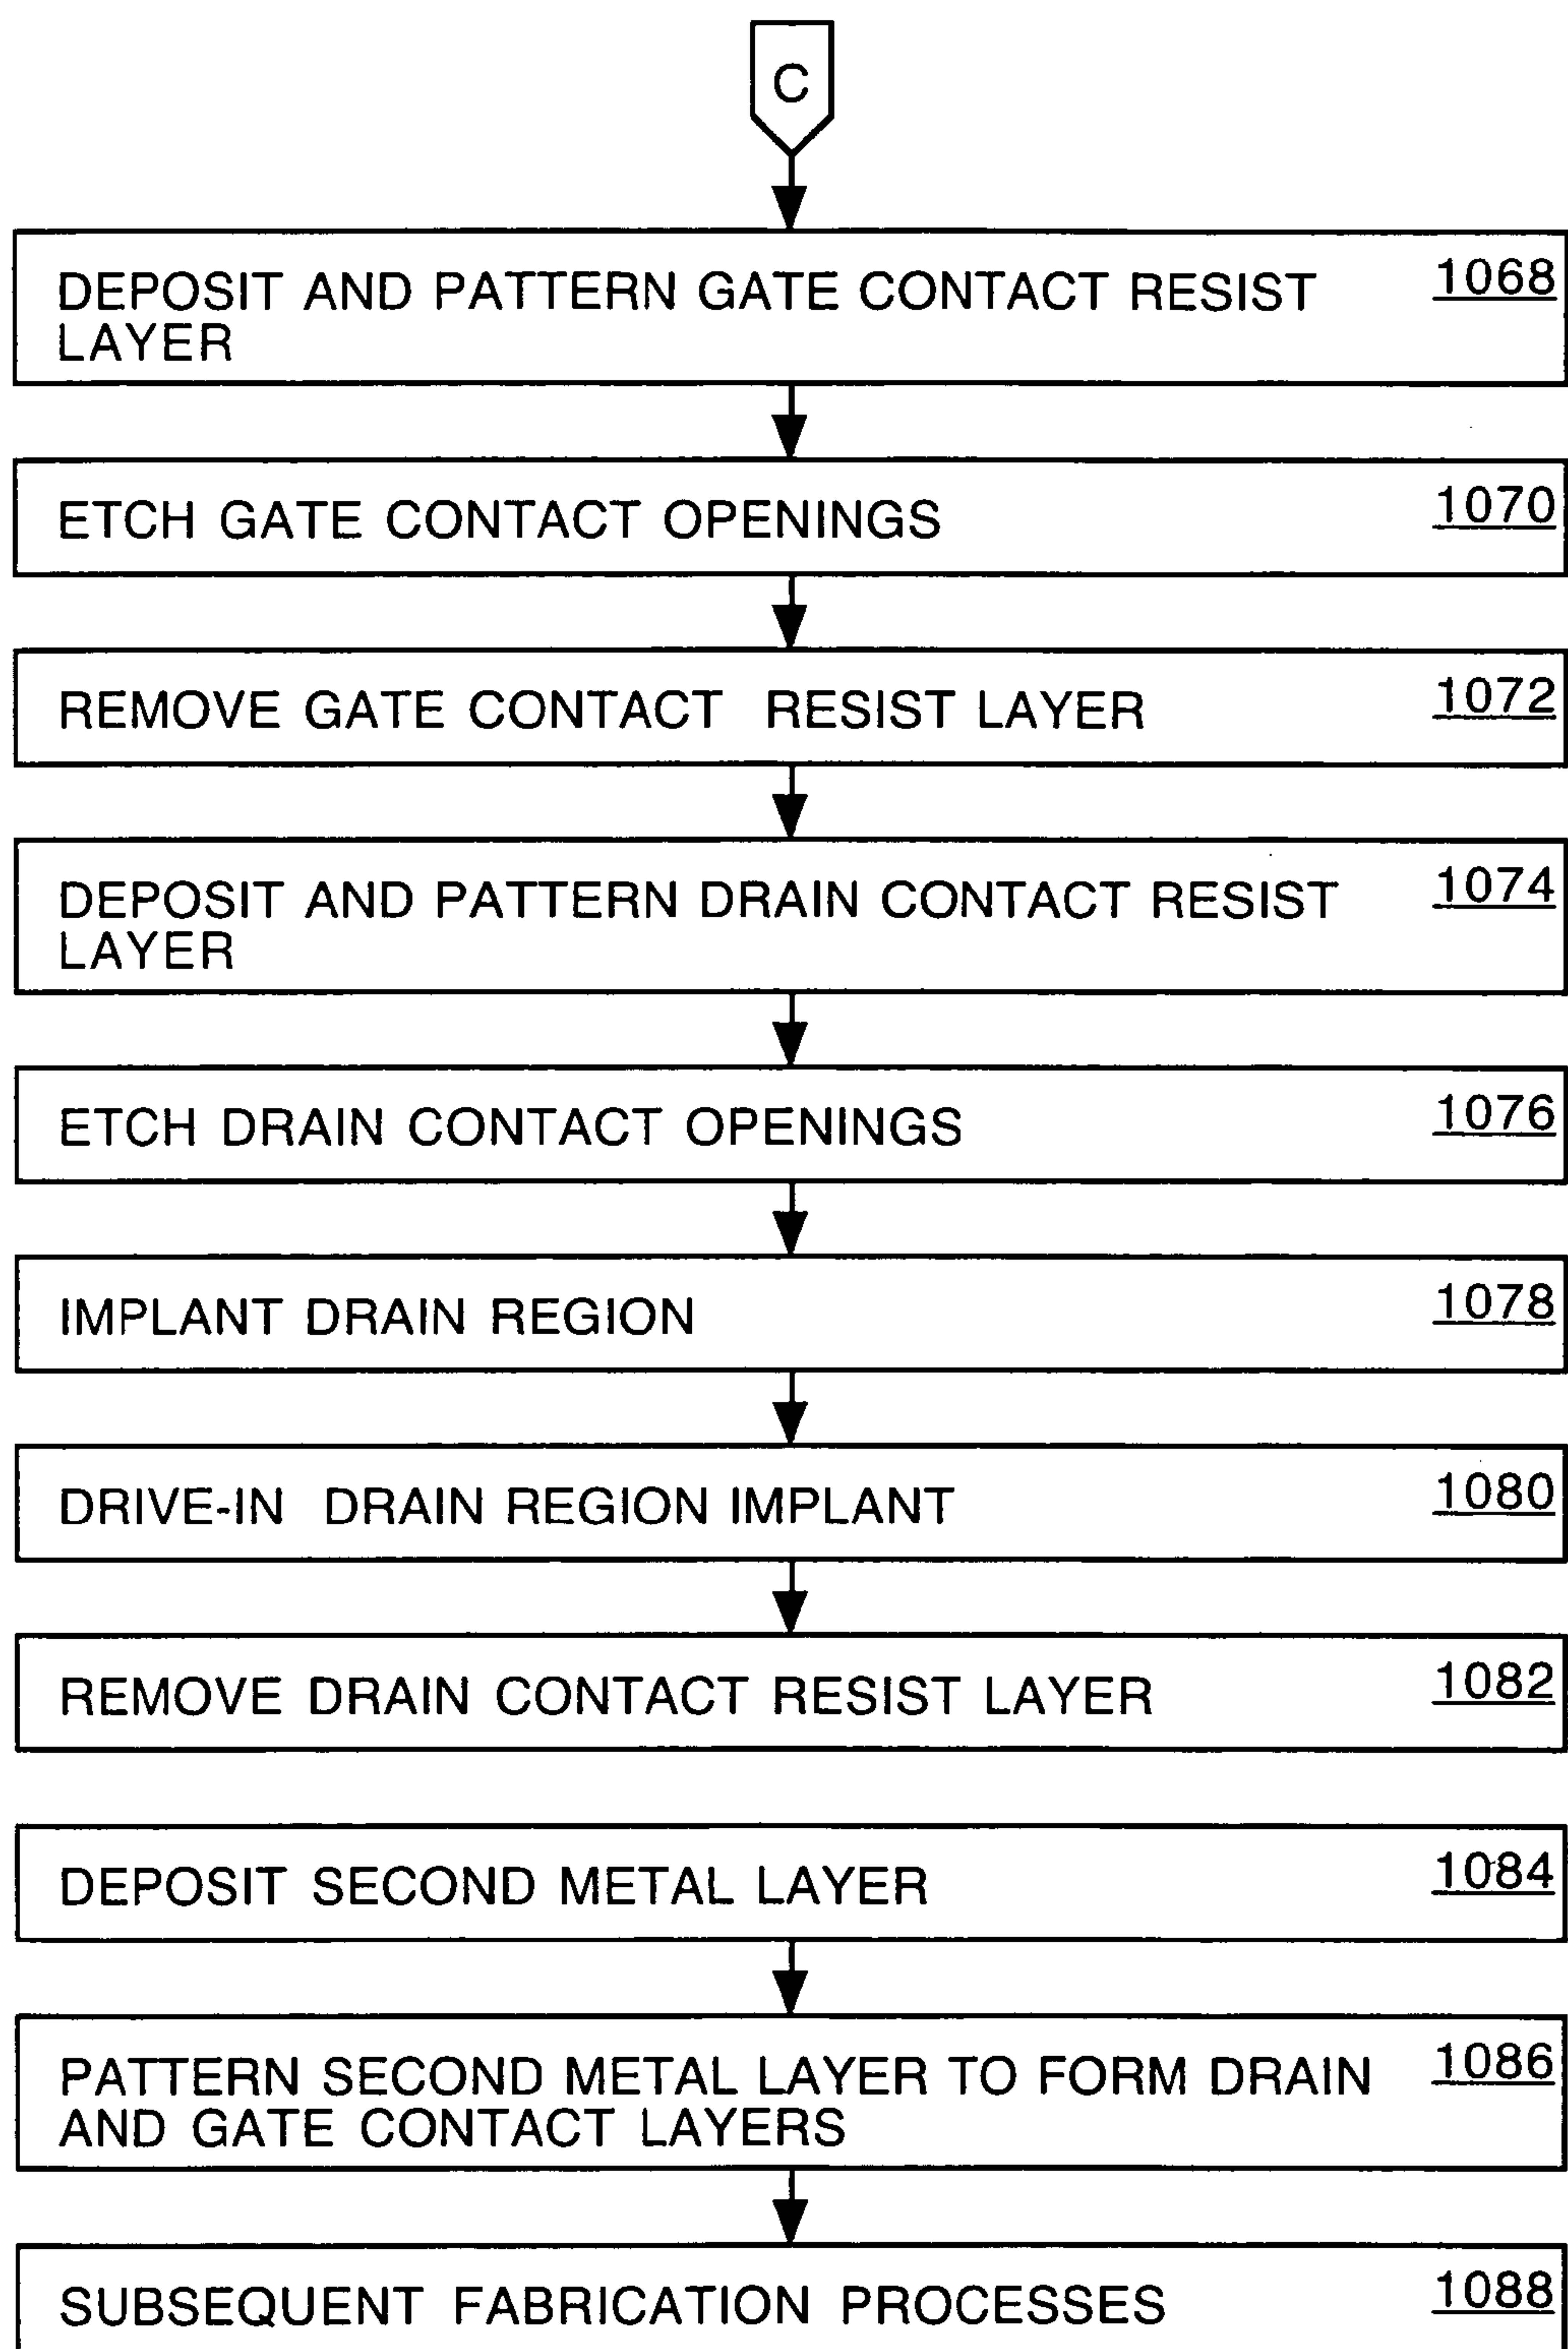 C
DEPOSIT AND PATTERN GATE CONTACT RESIST 1068
LAYER
ETCH GATE CONTACT OPENINGS 1070
REMOVE GATE CONTACT RESIST LAYER 1072
DEPOSIT AND PATTERN DRAIN CONTACT RESIST 1074
LAYER
ETCH DRAIN CONTACT OPENINGS 1076
IMPLANT DRAIN REGION 1078
DRIVE-IN DRAIN REGION IMPLANT 1080
REMOVE DRAIN CONTACT RESIST LAYER 1082
DEPOSIT SECOND METAL LAYER 1084
PATTERN SECOND METAL LAYER TO FORM DRAIN 1086
AND GATE CONTACT LAYERS
SUBSEQUENT FABRICATION PROCESSES 1088